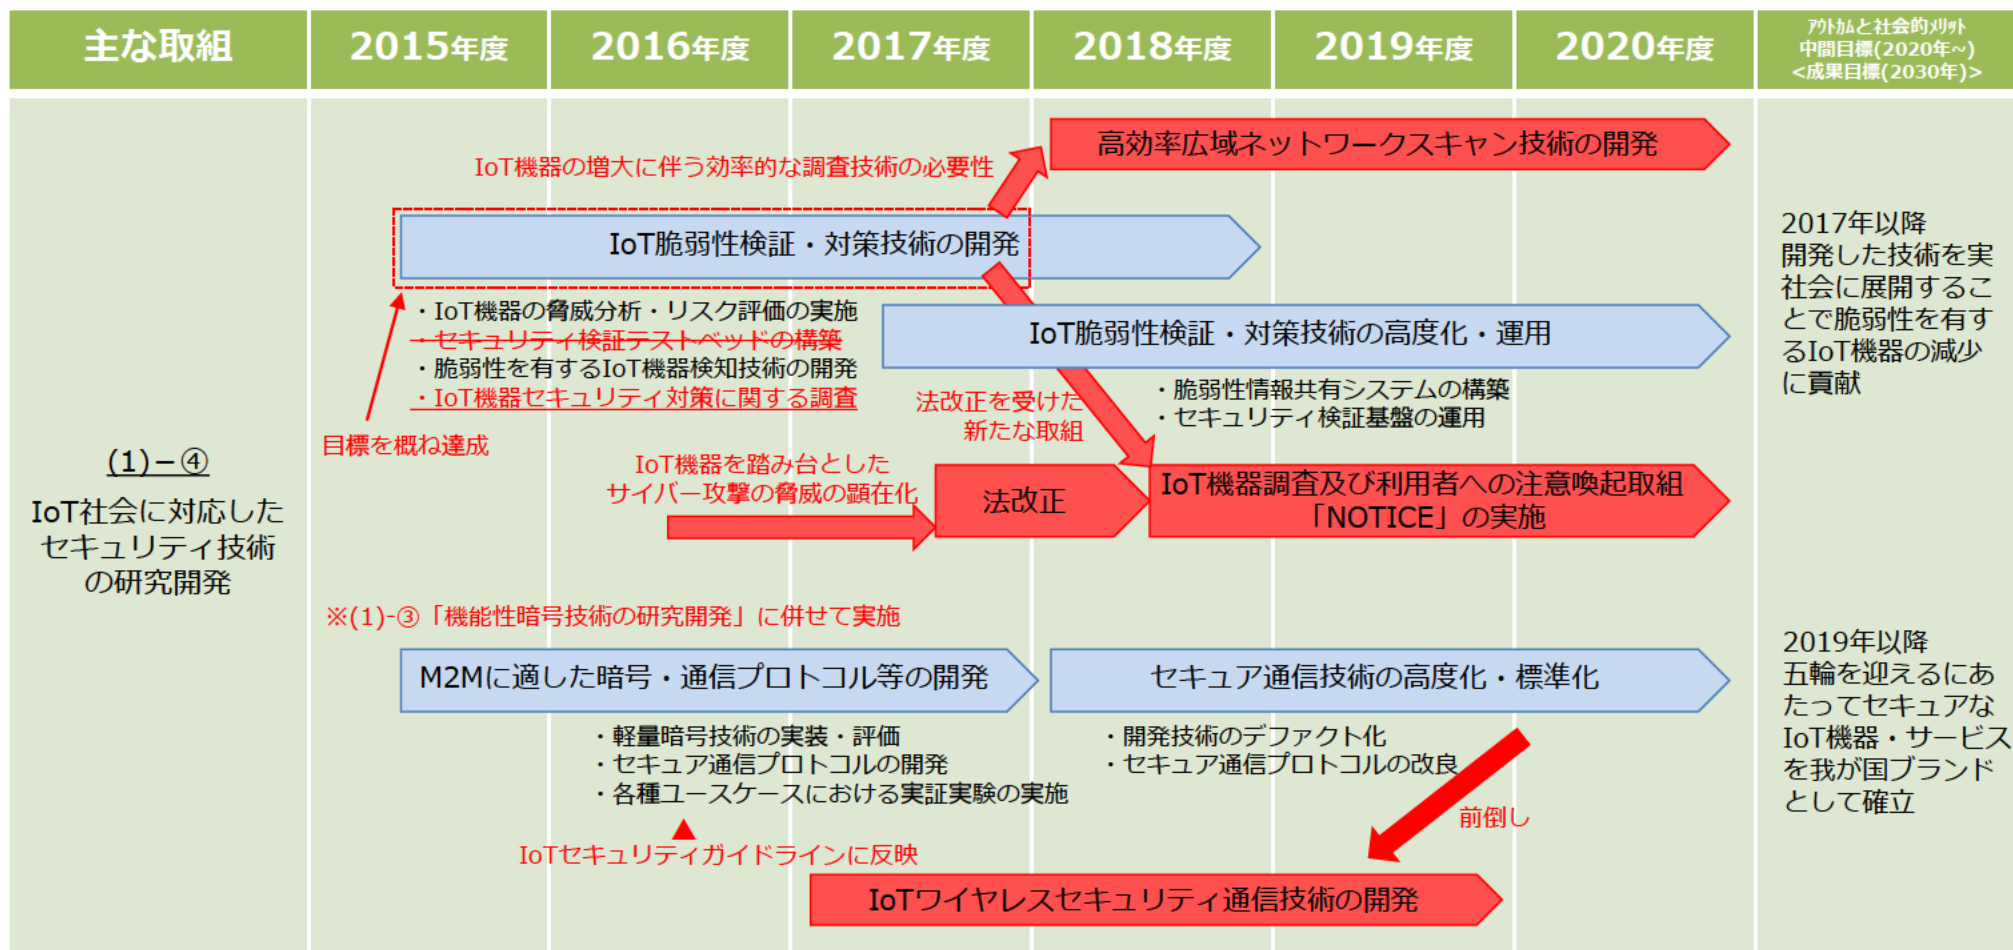 主な取組
2015年度
2016年度
2017年度
2018年度
2019年度
2020年度
ｱｳﾄｶﾑと社会的ﾒﾘｯﾄ
中間目標(2020年~)
<成果目標(2030年)>
(1)－④
IoT社会に対応した
セキュリティ技術
の研究開発
IoT機器の増大に伴う効率的な調査技術の必要性
高効率広域ネットワークスキャン技術の開発
IoT脆弱性検証・対策技術の開発
・IoT機器の脅威分析・リスク評価の実施
・セキュリティ検証テストベッドの構築
・脆弱性を有するIoT機器検知技術の開発
・IoT機器セキュリティ対策に関する調査
目標を概ね達成
IoT脆弱性検証・対策技術の高度化・運用
・脆弱性情報共有システムの構築
・セキュリティ検証基盤の運用
法改正を受けた
新たな取組
IoT機器を踏み台とした
サイバー攻撃の脅威の顕在化
法改正
IoT機器調査及び利用者への注意喚起取組
「NOTICE」の実施
※(1)-③「機能性暗号技術の研究開発」に併せて実施
M2Mに適した暗号・通信プロトコル等の開発
・軽量暗号技術の実装・評価
・セキュア通信プロトコルの開発
・各種ユースケースにおける実証実験の実施
セキュア通信技術の高度化・標準化
・開発技術のデファクト化
・セキュア通信プロトコルの改良
前倒し
IoTセキュリティガイドラインに反映
IoTワイヤレスセキュリティ通信技術の開発
2017年以降
開発した技術を実
社会に展開するこ
とで脆弱性を有す
るIoT機器の減少
に貢献
2019年以降
五輪を迎えるにあ
たってセキュアな
IoT機器・サービス
を我が国ブランド
として確立